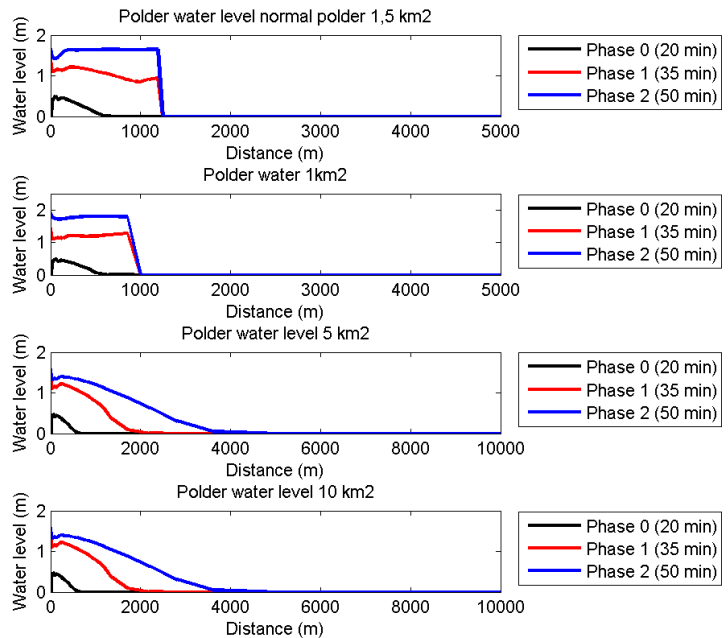 Polder water level normal polder 1,5 km2
Water level (m)
2
1
0
0 1000 2000 3000 4000 5000
Distance (m)
Phase 0 (20 min)
Phase 1 (35 min)
Phase 2 (50 min)
Polder water 1km2
Water level (m)
2
1
0
0 1000 2000 3000 4000 5000
Distance (m)
Phase 0 (20 min)
Phase 1 (35 min)
Phase 2 (50 min)
Polder water level 5 km2
Water level (m)
2
1
0
0 2000 4000 6000 8000 10000
Distance (m)
Phase 0 (20 min)
Phase 1 (35 min)
Phase 2 (50 min)
Polder water level 10 km2
Water level (m)
2
1
0
0 2000 4000 6000 8000 10000
Distance (m)
Phase 0 (20 min)
Phase 1 (35 min)
Phase 2 (50 min)